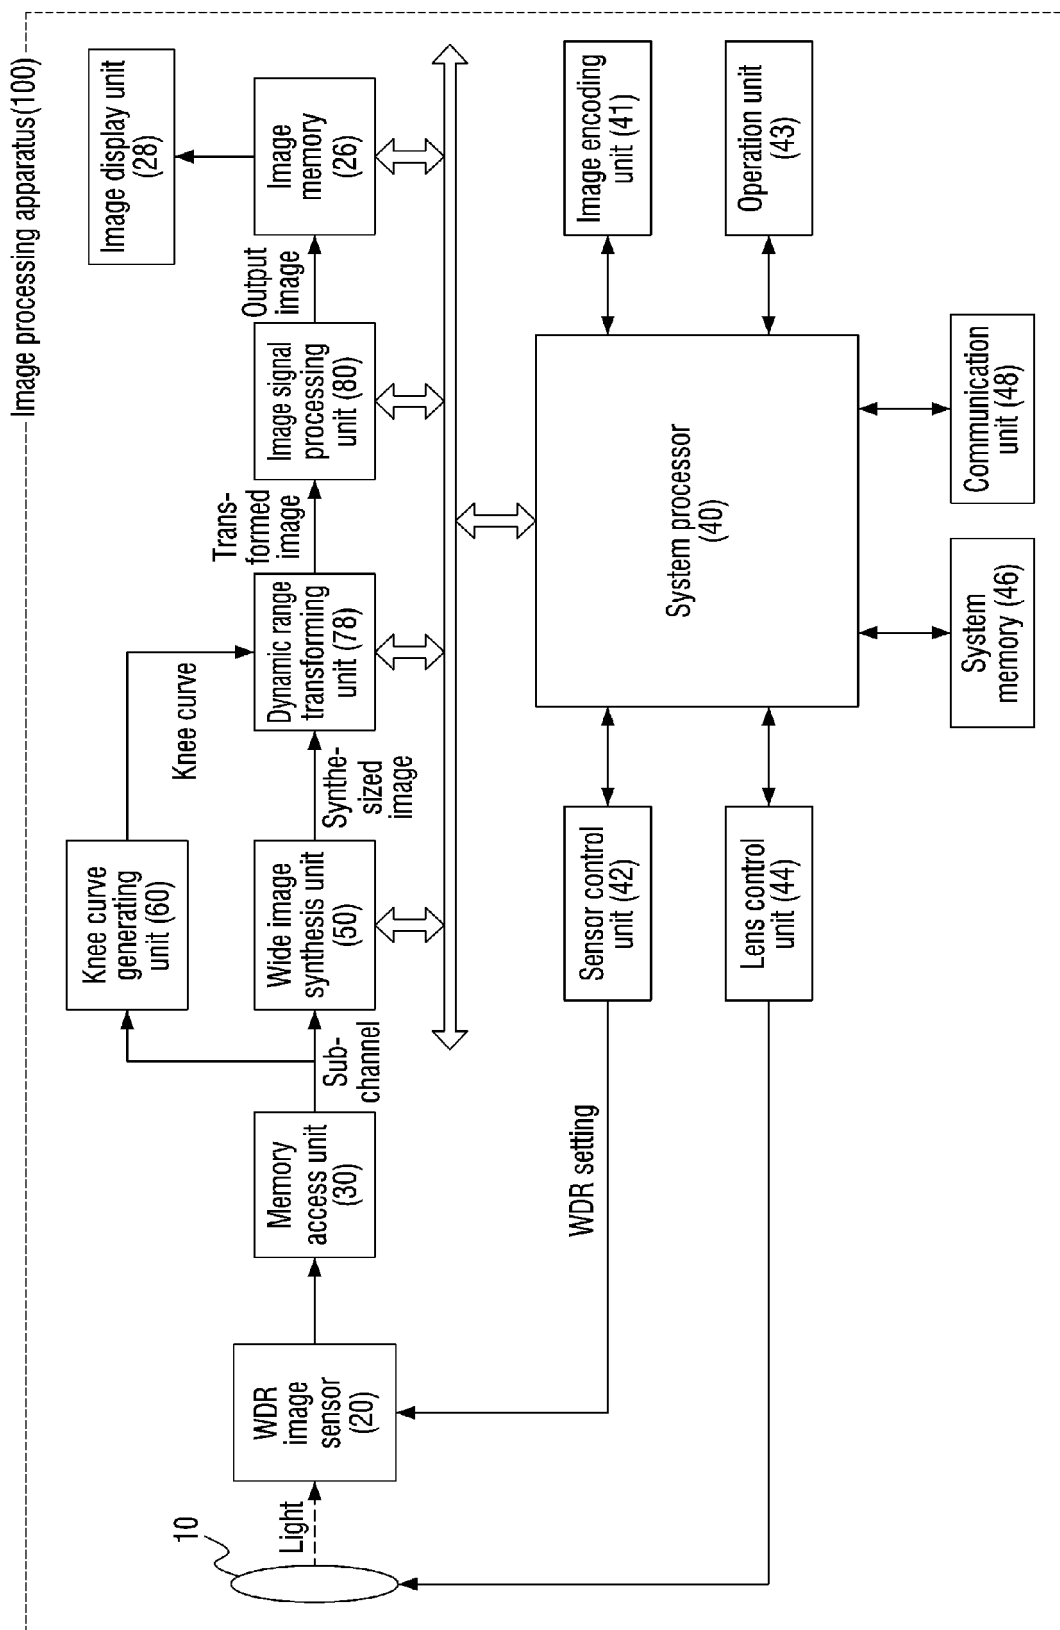 Image processing apparatus(100)
Image display unit
(28)
Knee curve
generating
unit (60)
Knee curve
10
Light
WDR
image
sensor
(20)
Memory
access unit
(30)
Sub-
channel
Wide image
synthesis unit
(50)
Synthe-
sized image
Dynamic range
transforming
unit (78)
Trans-
formed
image
Image signal
processing
unit (80)
Output
image
Image
memory
(26)
WDR setting
Sensor control
unit (42)
Lens control
unit (44)
System processor
(40)
Image encoding
unit (41)
Operation unit
(43)
System
memory (46)
Communication
unit (48)